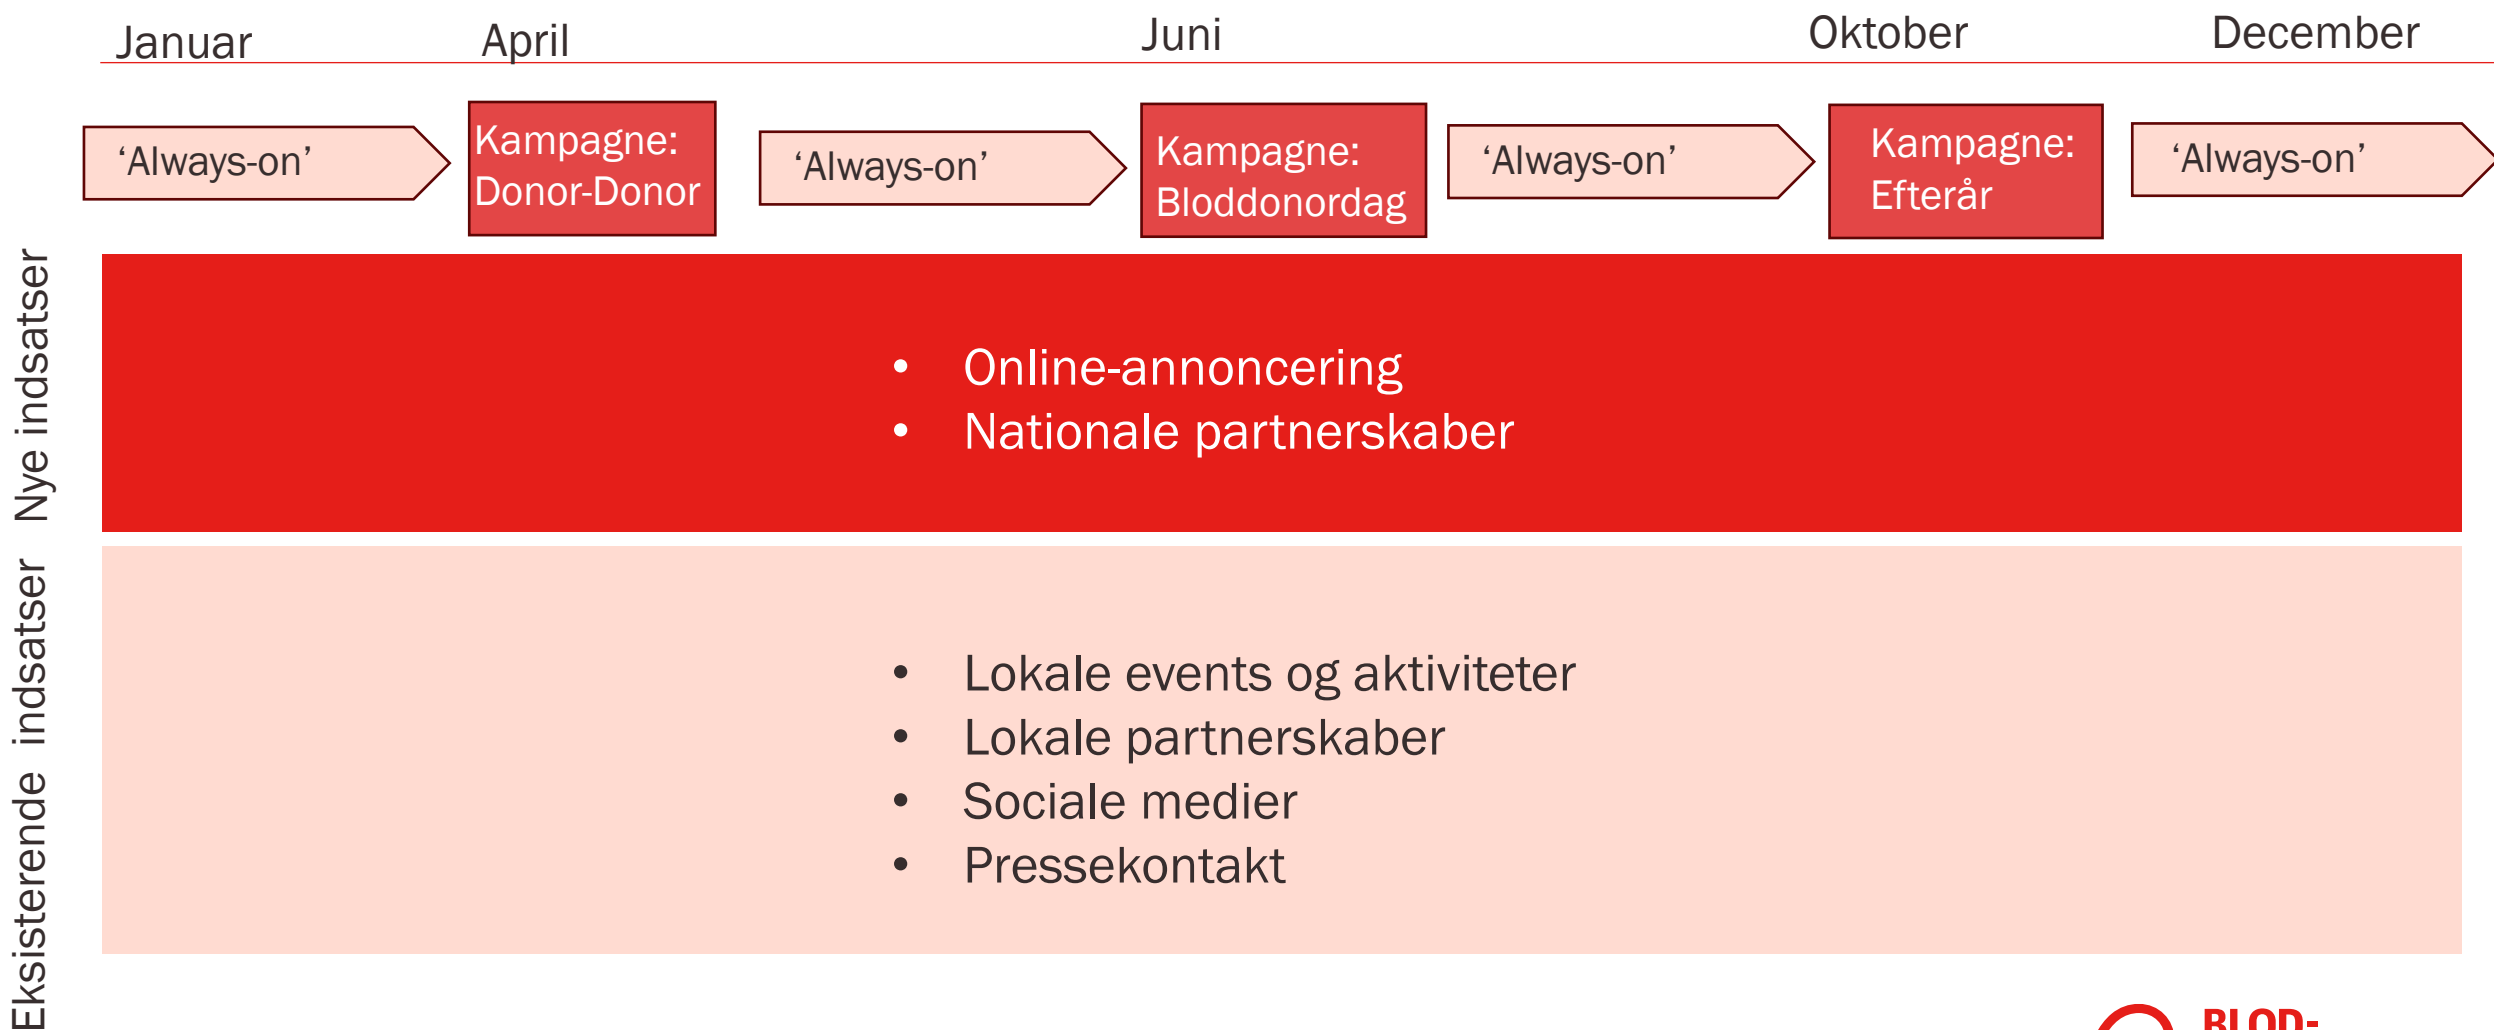 Januar
April
Juni
Oktober
December
‘Always-on’
Kampagne:
Donor-Donor
‘Always-on’
Kampagne:
Bloddonordag
‘Always-on’
Kampagne:
Efterår
‘Always-on’
Nye indsatser
• Online-annoncering
• Nationale partnerskaber
Eksisterende indsatser
• Lokale events og aktiviteter
• Lokale partnerskaber
• Sociale medier
• Pressekontakt
BLOD-